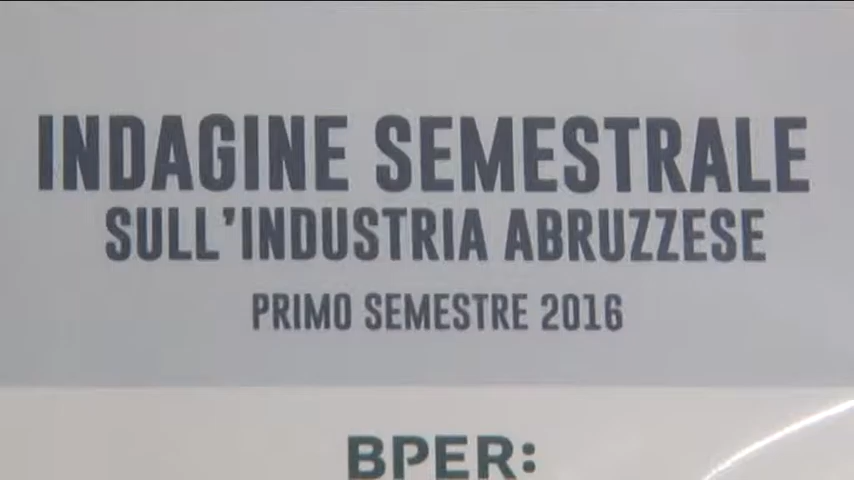 INDAGINE SEMESTRALE
SULL'INDUSTRIA ABRUZZESE
PRIMO SEMESTRE 2016
BPER: